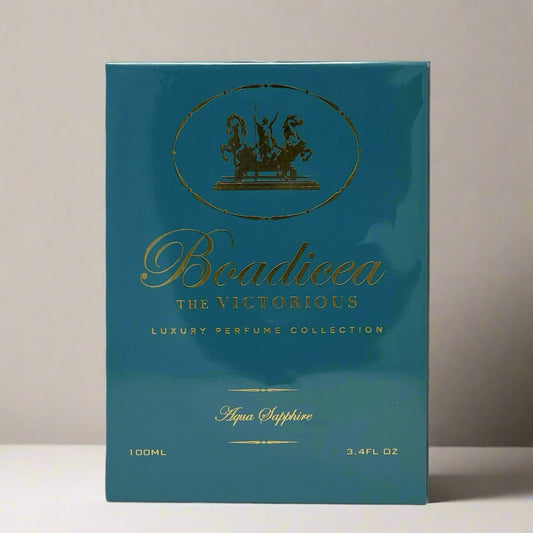 Boadicea
THE VICTORIOUS
LUXURY PERFUME COLLECTION
Aqua Sapphire
100ML
3.4FL OZ